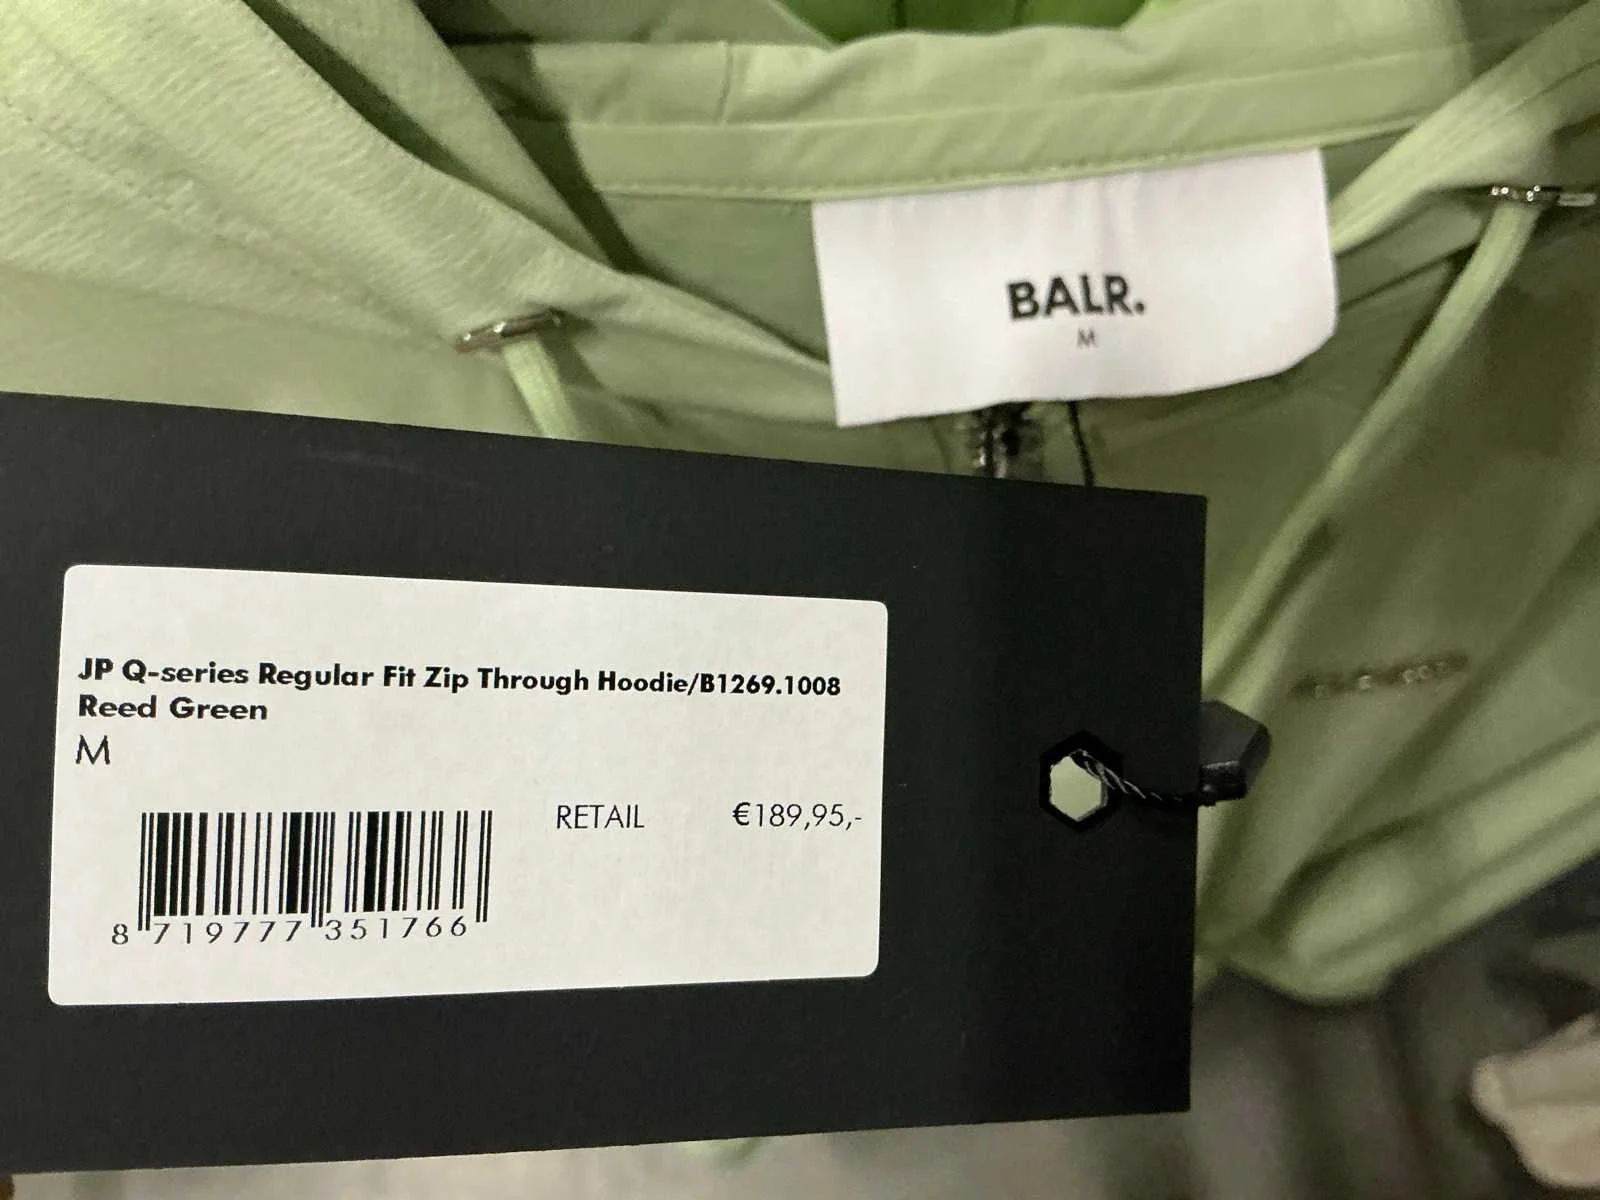 BALR.
M
JP Q-series Regular Fit Zip Through Hoodie/B1269.1008
Reed Green
M
RETAIL €189,95,-
8 719777 351766